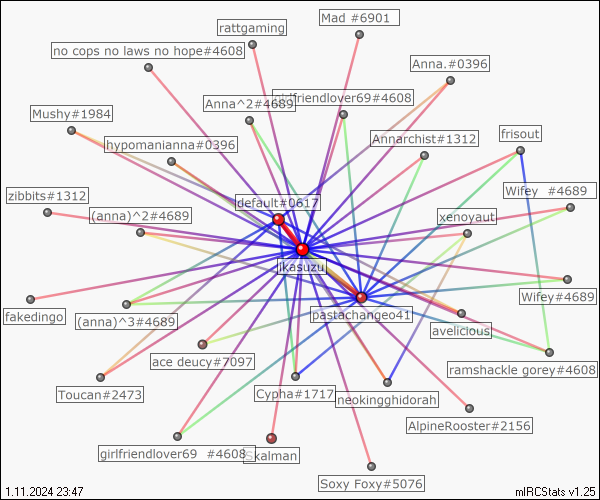 rattgaming
Mad #6901
no cops no laws no hope#4608
Anna.#0396
Anna^2#4689
girlfriendlover69#4608
Mushy#1984
hypomanianna#0396
Annarchist#1312
frisout
zibbits#1312
default#0617
Wifey #4689
(anna)^2#4689
xenoyaut
ikasuzu
Wifey#4689
fakedingo
(anna)^3#4689
pastachangeo41
avelicious
ace deucy#7097
ramshackle gorey#4608
Toucan#2473
Cypha#1717
neokingghidorah
AlpineRooster#2156
girlfriendlover69 #4608
Skalman
Soxy Foxy#5076
1.11.2024 23:47
mIRCStats v1.25